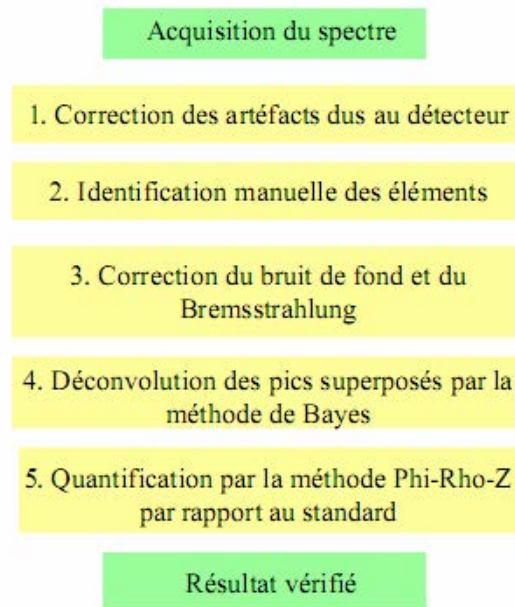 Acquisition du spectre
1. Correction des artéfacts dus au détecteur
2. Identification manuelle des éléments
3. Correction du bruit de fond et du
Bremsstrahlung
4. Déconvolution des pics superposés par la
méthode de Bayes
5. Quantification par la méthode Phi-Rho-Z
par rapport au standard
Résultat vérifié